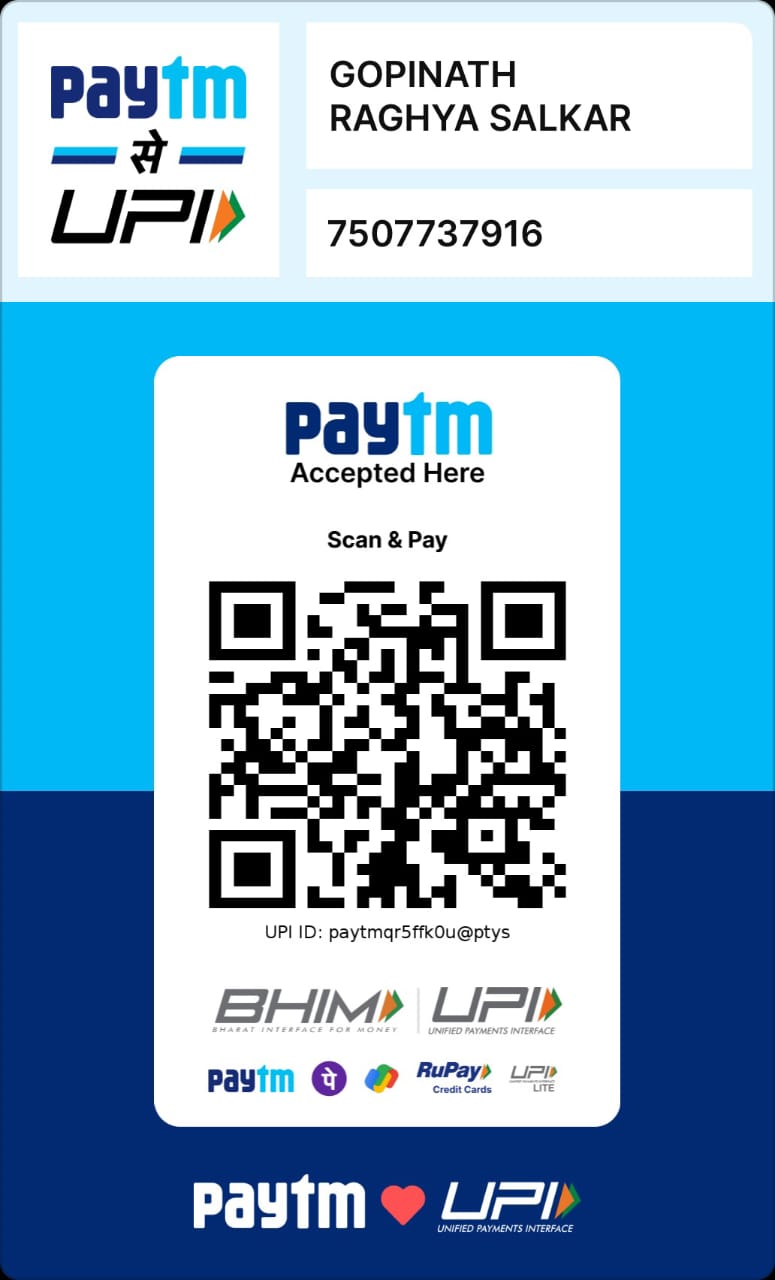 paytm
से
UPI
GOPINATH
RAGHYA SALKAR
7507737916
paytm
Accepted Here
Scan & Pay
UPI ID: paytmqr5ffk0u@ptys
BHIM UPI
BHARAT INTERFACE FOR MONEY UNIFIED PAYMENTS INTERFACE
paytm पे RuPay UPI
Credit Cards LITE
paytm UPI
UNIFIED PAYMENTS INTERFACE